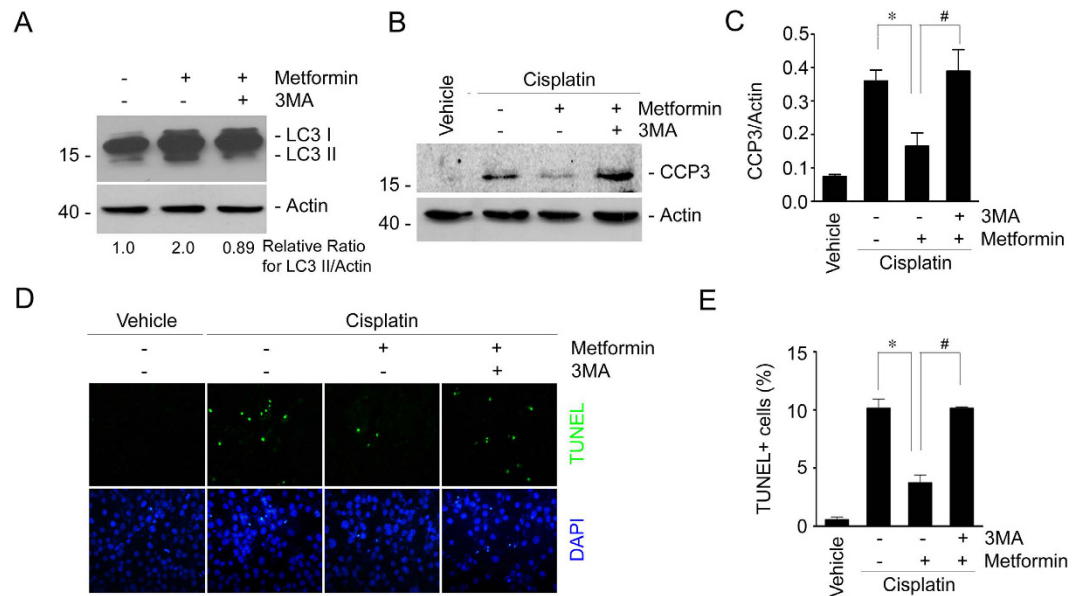 A
- + + Metformin
- - + 3MA
- LC3 I
15 - - LC3 II
40 - - Actin
1.0 2.0 0.89 Relative Ratio
for LC3 II/Actin
B
Vehicle
Cisplatin
- + + Metformin
- - + 3MA
15 - - CCP3
40 - - Actin
C
* #
CCP3/Actin
0.5
0.4
0.3
0.2
0.1
0.0
Vehicle
- - + 3MA
- + + Metformin
Cisplatin
D
Vehicle Cisplatin
- - + + Metformin
- - - + 3MA
TUNEL
DAPI
E
* #
TUNEL+ cells (%)
15
10
5
0
Vehicle
- - + 3MA
- + + Metformin
Cisplatin